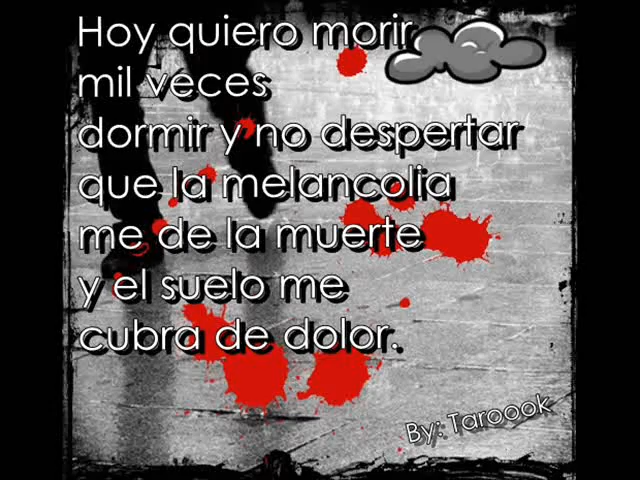 Hoy quiero morir
mil veces
dormir y no despertar
que la melancolia
me de la muerte
y el suelo me
cubra de dolor.
By: Taroook